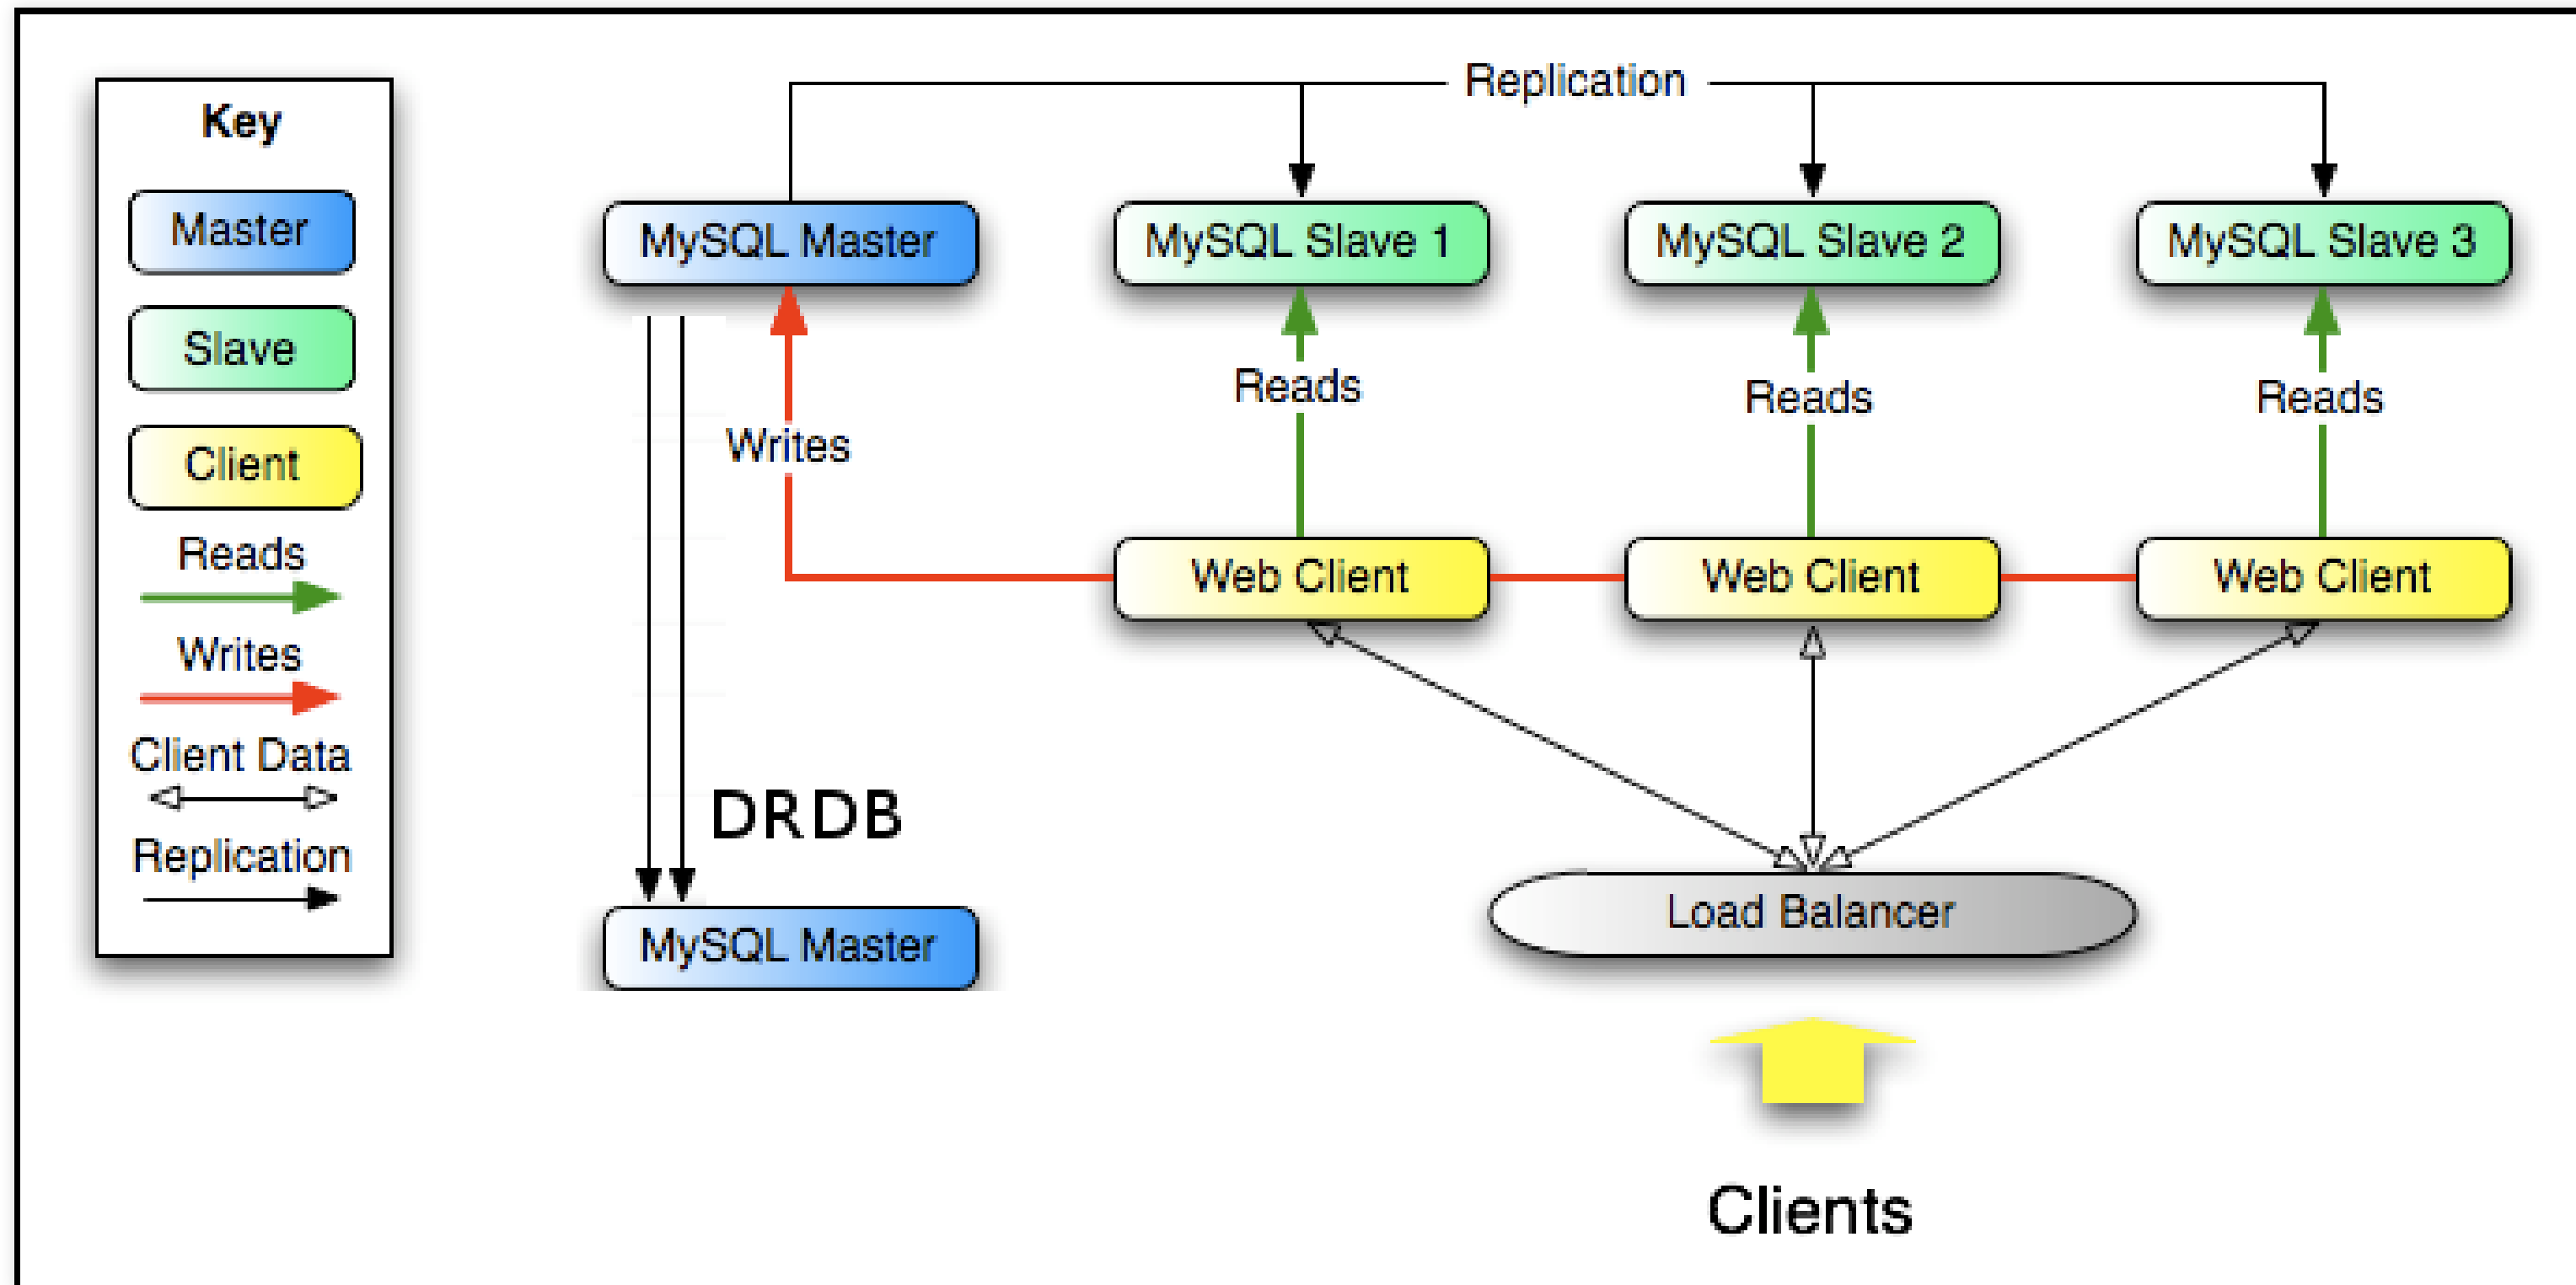 Key
Master
Slave
Client
Reads
Writes
Client Data
Replication
Replication
MySQL Master
MySQL Slave 1
MySQL Slave 2
MySQL Slave 3
Reads
Reads
Reads
Writes
Web Client
Web Client
Web Client
DRDB
MySQL Master
Load Balancer
Clients